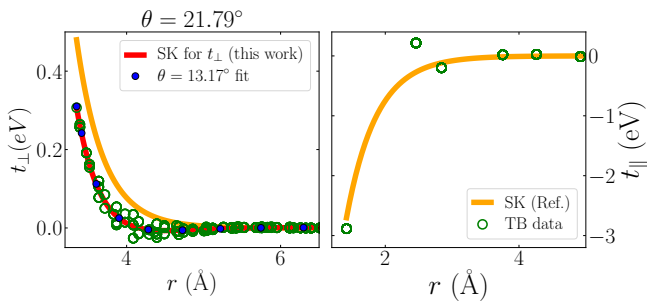 θ = 21.79°
SK for t⊥ (this work)
θ = 13.17° fit
t⊥(eV)
0.4
0.2
0.0
4
6
r (Å)
SK (Ref.)
TB data
0
−1
−2
−3
t∥ (eV)
2
4
r (Å)